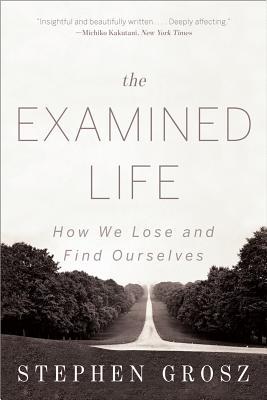 "Insightful and beautifully written. . . . Deeply affecting."
—Michiko Kakutani, New York Times
the
EXAMINED
LIFE
How We Lose and
Find Ourselves
STEPHEN GROSZ